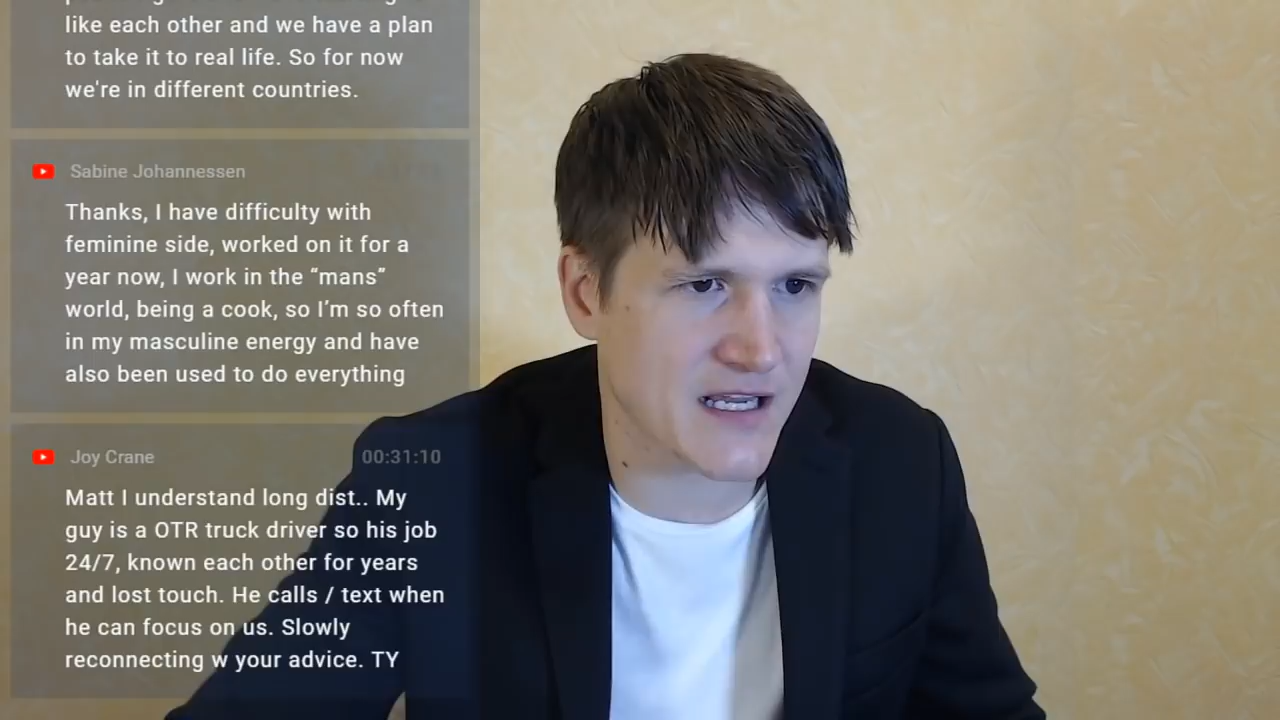 like each other and we have a plan
to take it to real life. So for now
we're in different countries.
Sabine Johannessen
Thanks, I have difficulty with
feminine side, worked on it for a
year now, I work in the “mans”
world, being a cook, so I’m so often
in my masculine energy and have
also been used to do everything
Joy Crane 00:31:10
Matt I understand long dist.. My
guy is a OTR truck driver so his job
24/7, known each other for years
and lost touch. He calls / text when
he can focus on us. Slowly
reconnecting w your advice. TY